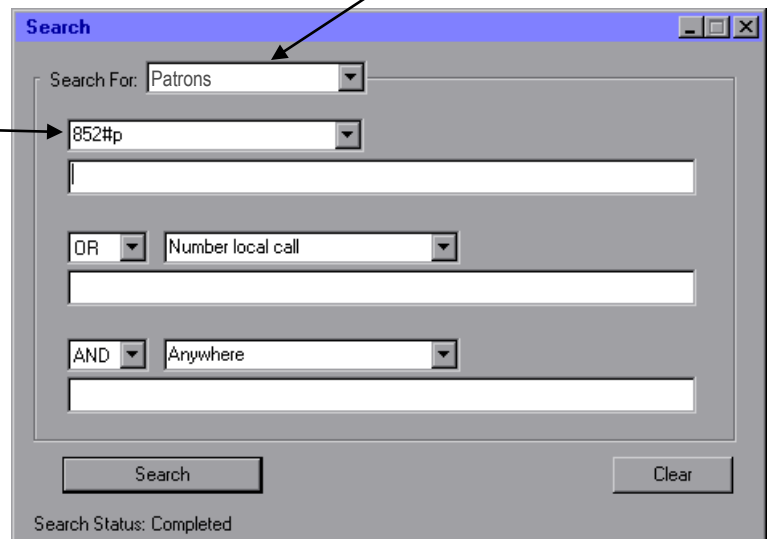 Search
Search For: Patrons
852#p
OR Number local call
AND Anywhere
Search Clear
Search Status: Completed